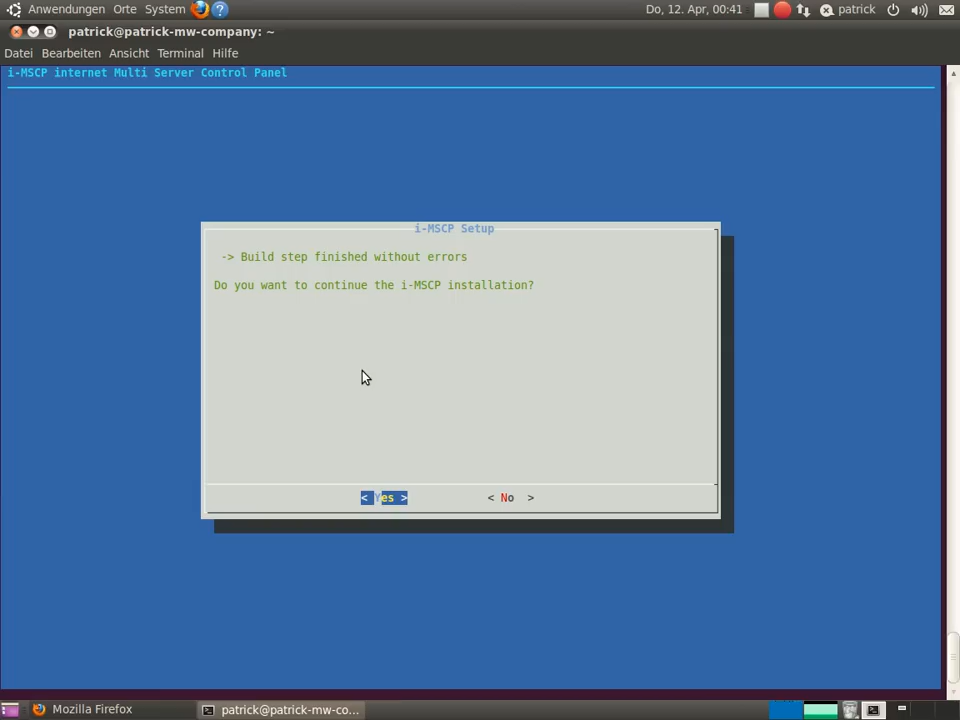 Anwendungen Orte System Do, 12. Apr, 00:41 patrick
patrick@patrick-mw-company: ~
Datei Bearbeiten Ansicht Terminal Hilfe
i-MSCP internet Multi Server Control Panel
i-MSCP Setup
-> Build step finished without errors
Do you want to continue the i-MSCP installation?
< Yes > < No >
Mozilla Firefox patrick@patrick-mw-co...